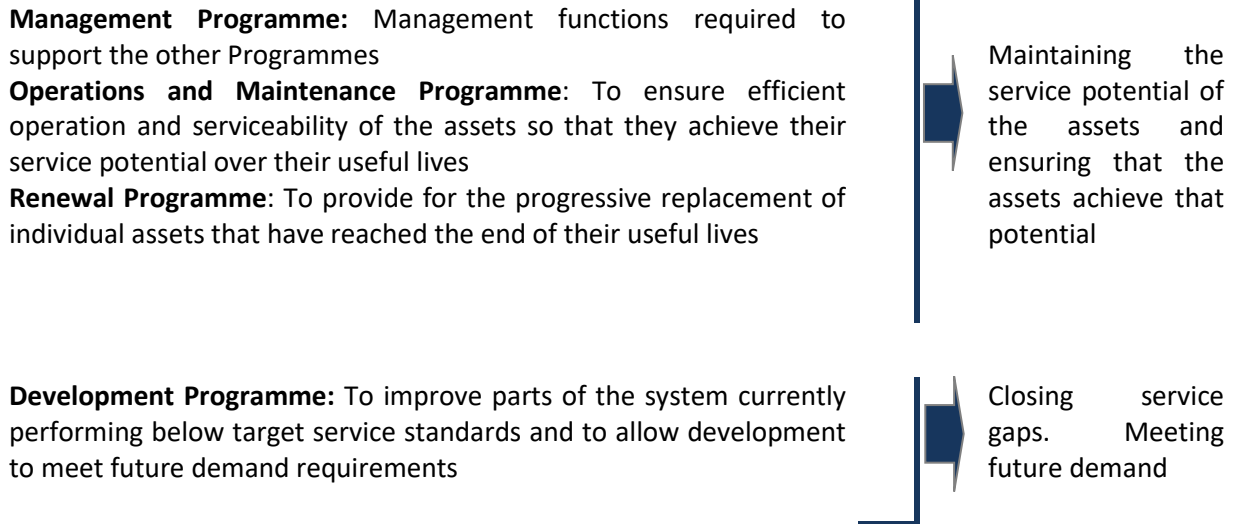 Management Programme: Management functions required to
support the other Programmes
Operations and Maintenance Programme: To ensure efficient
operation and serviceability of the assets so that they achieve their
service potential over their useful lives
Renewal Programme: To provide for the progressive replacement of
individual assets that have reached the end of their useful lives
Maintaining the
service potential of
the assets and
ensuring that the
assets achieve that
potential
Development Programme: To improve parts of the system currently
performing below target service standards and to allow development
to meet future demand requirements
Closing service
gaps. Meeting
future demand